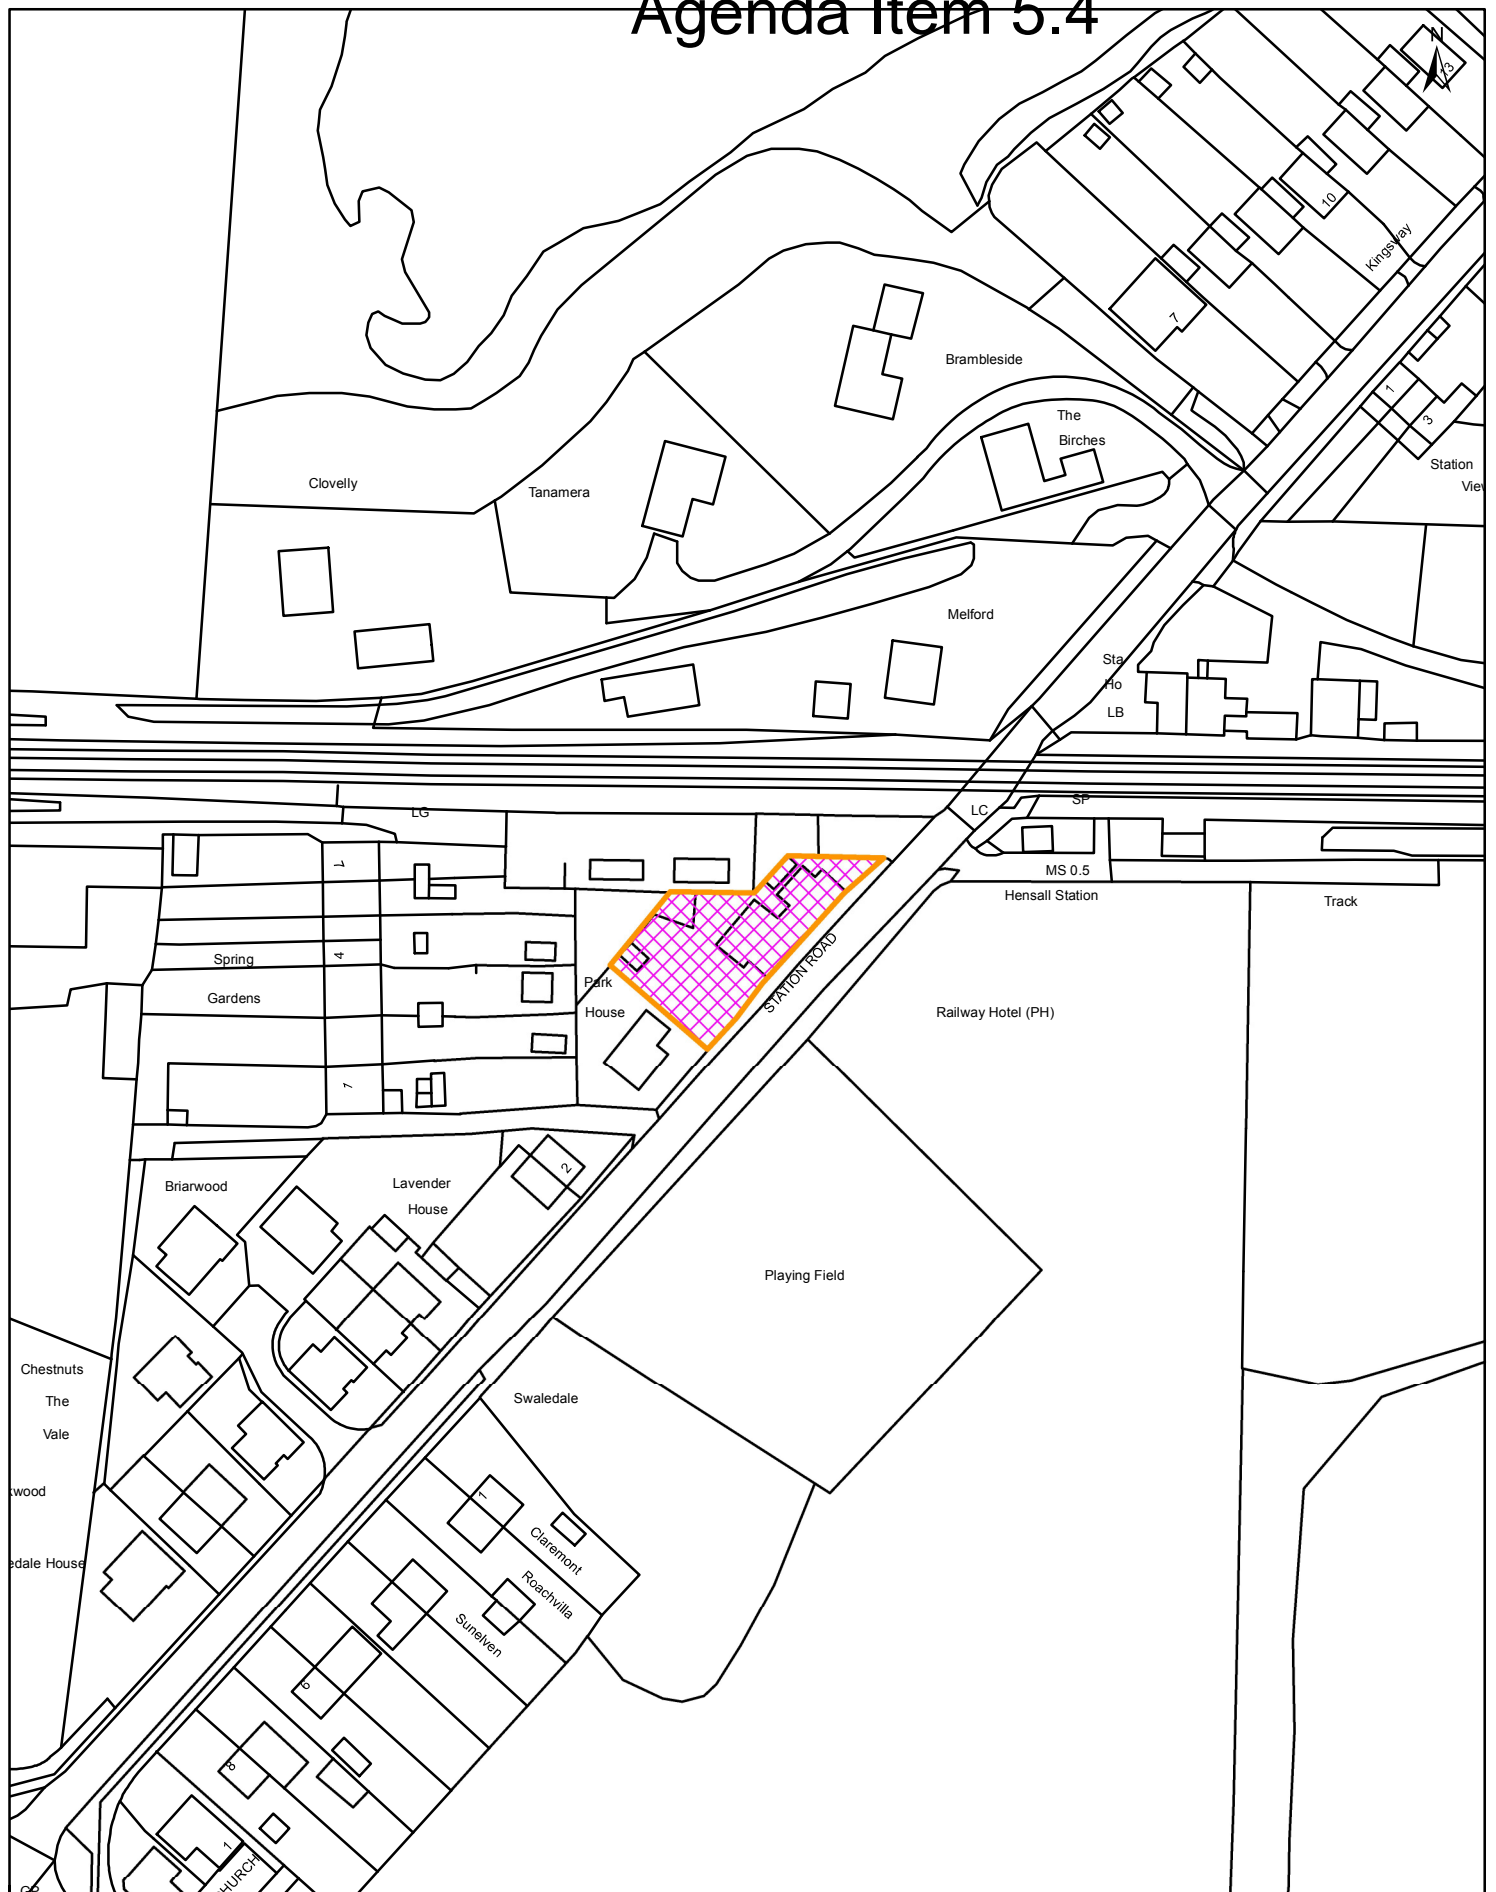 Agenda Item 5.4
N
13
10
Kingsway
7
Brambleside
The
Birches
1
3
Station
Clovelly
Tanamera
Melford
Sta
Ho
LB
LG
LC
SP
MS 0.5
Hensall Station
Track
7
4
Spring
Gardens
1
Park
House
STATION ROAD
Railway Hotel (PH)
Briarwood
Lavender
House
2
Playing Field
Chestnuts
The
Vale
Swaledale
1
Claremont
Roachvilla
Sunelven
6
8
1